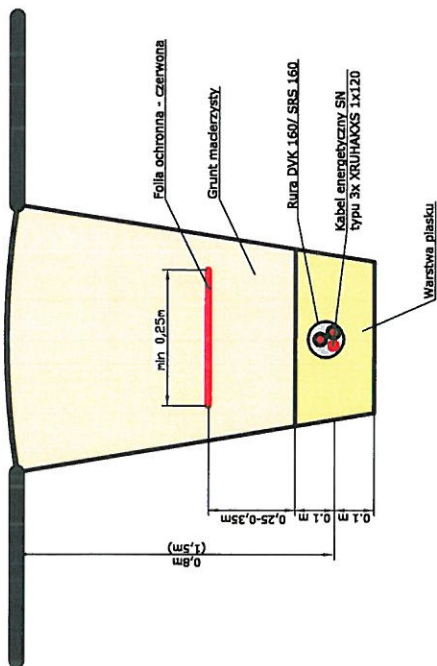 Folia ochronna - czerwona
Grunt macierzysty
Rura DVK 160/ SRS 160
Kabel energetyczny SN
typu 3x XRUHAKXS 1x120
Warstwa piasku
min 0,25m
0,25-0,35m
0.1 m
0.1 m
0,8m
(1,5m)